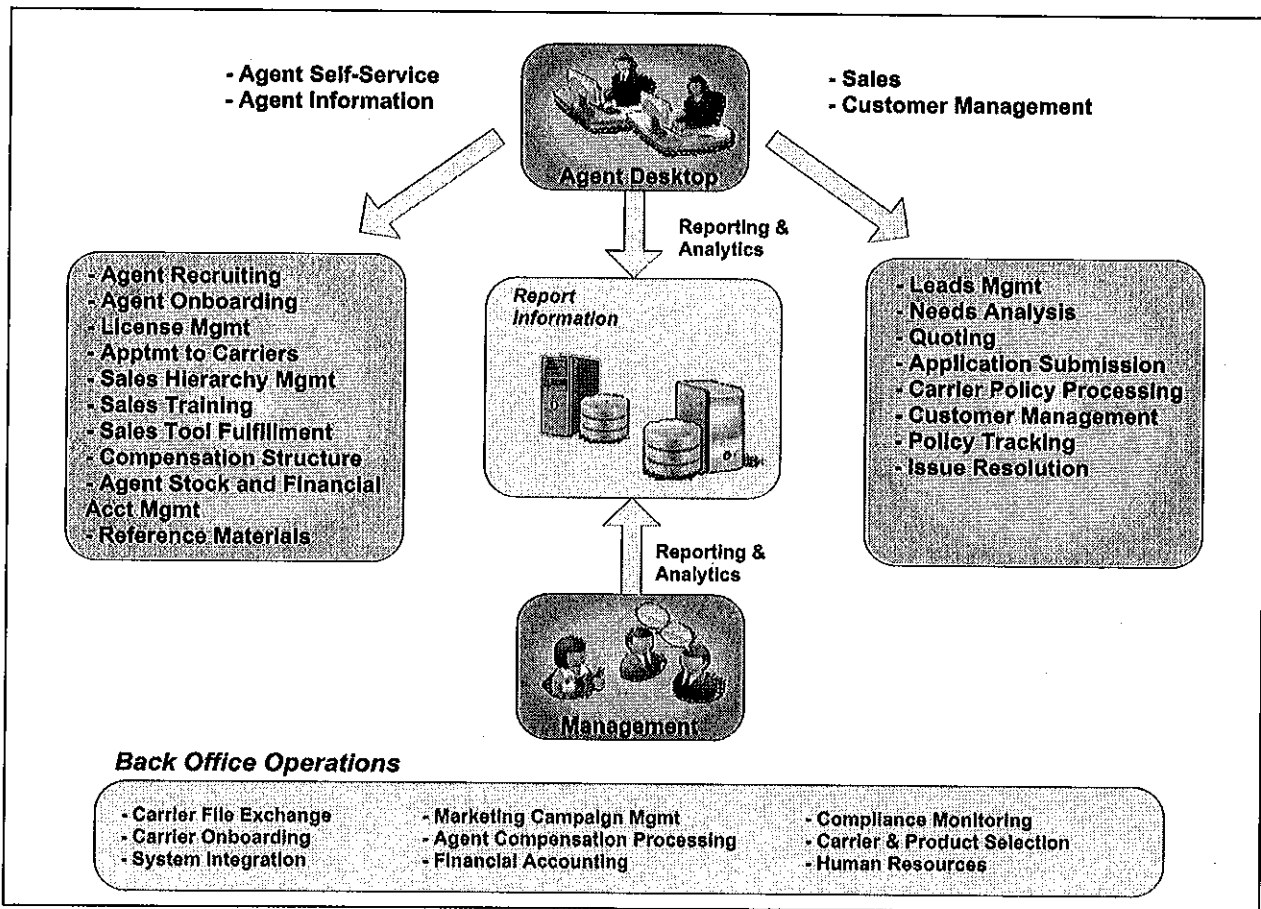 - Agent Self-Service
- Agent Information
- Sales
- Customer Management
Agent Desktop
Reporting &
Analytics
- Agent Recruiting
- Agent Onboarding
- License Mgmt
- Apptmt to Carriers
- Sales Hierarchy Mgmt
- Sales Training
- Sales Tool Fulfillment
- Compensation Structure
- Agent Stock and Financial
Acct Mgmt
- Reference Materials
Report
Information
- Leads Mgmt
- Needs Analysis
- Quoting
- Application Submission
- Carrier Policy Processing
- Customer Management
- Policy Tracking
- Issue Resolution
Reporting &
Analytics
Management
Back Office Operations
- Carrier File Exchange
- Carrier Onboarding
- System Integration
- Marketing Campaign Mgmt
- Agent Compensation Processing
- Financial Accounting
- Compliance Monitoring
- Carrier & Product Selection
- Human Resources